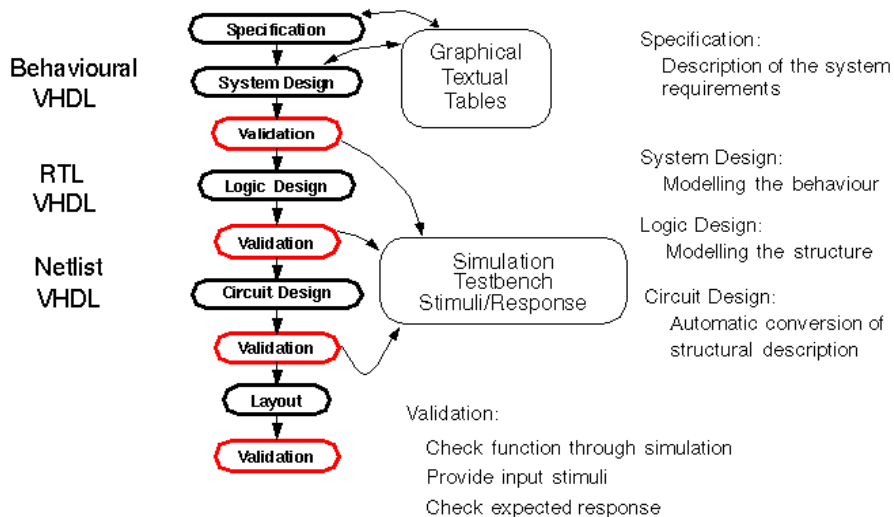 Specification
System Design
Validation
Logic Design
Validation
Circuit Design
Validation
Layout
Validation
Behavioural
VHDL
RTL
VHDL
Netlist
VHDL
Graphical
Textual
Tables
Simulation
Testbench
Stimuli/Response
Specification:
Description of the system
requirements
System Design:
Modelling the behaviour
Logic Design:
Modelling the structure
Circuit Design:
Automatic conversion of
structural description
Validation:
Check function through simulation
Provide input stimuli
Check expected response